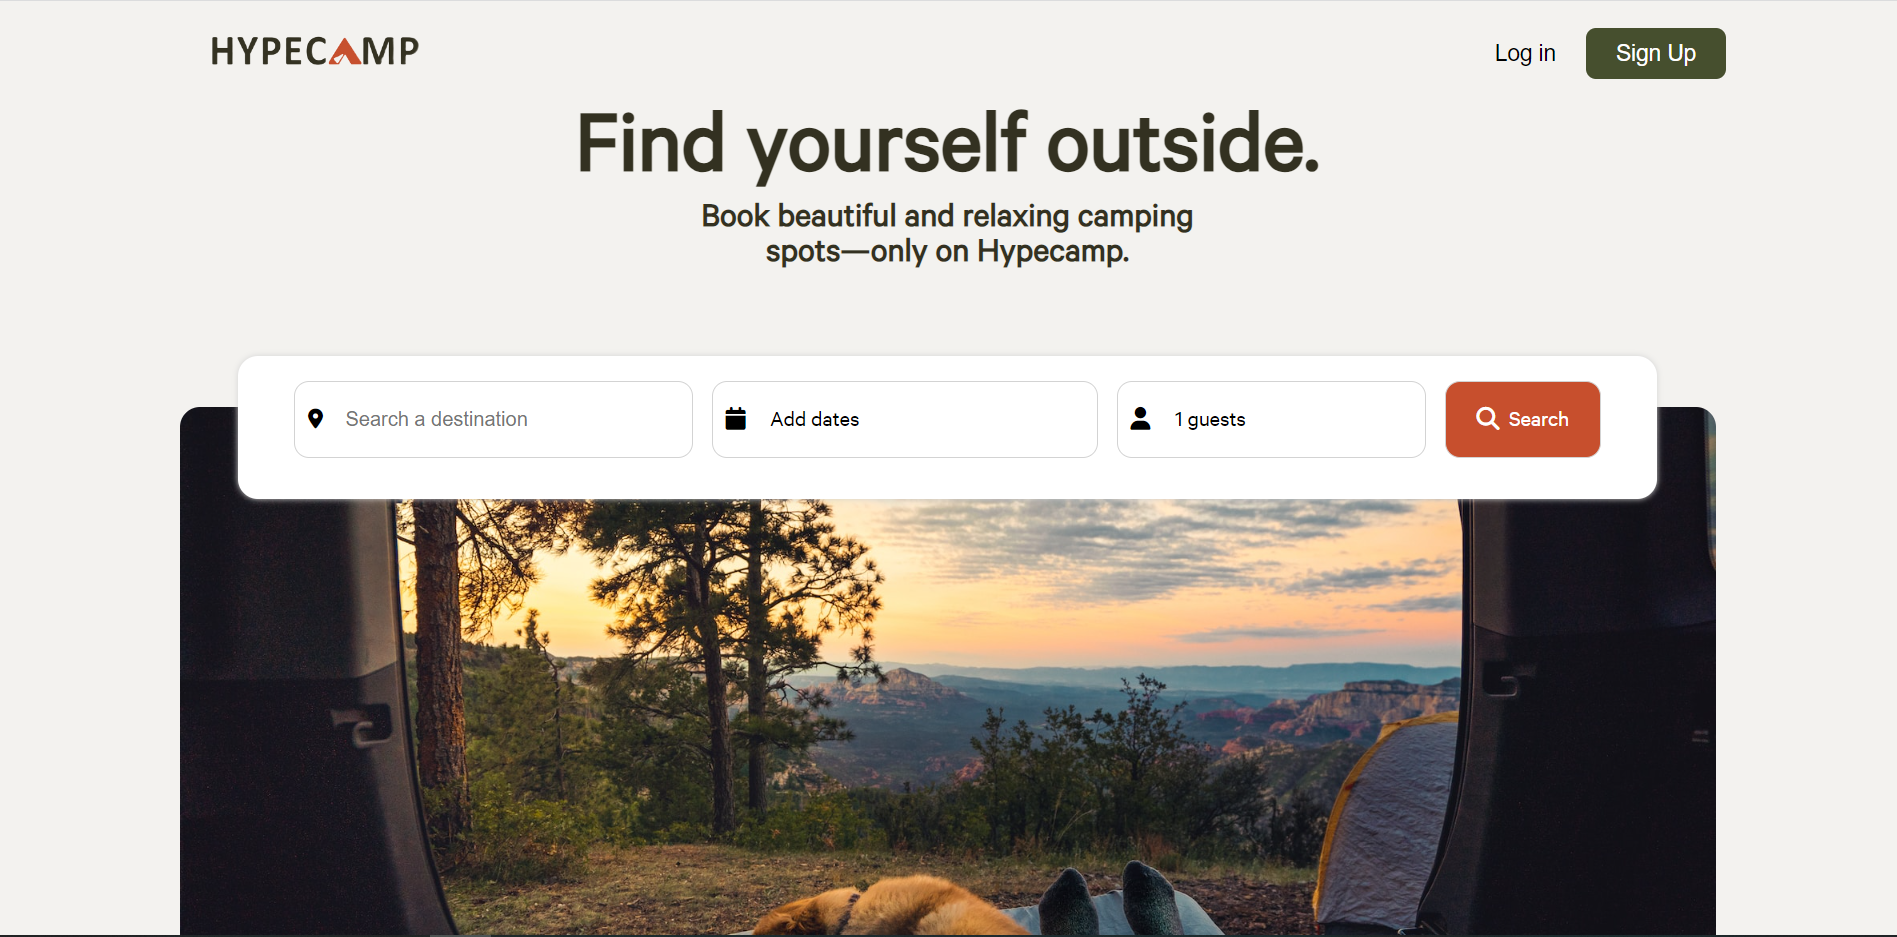 HYPECAMP
Log in
Sign Up
Find yourself outside.
Book beautiful and relaxing camping
spots—only on Hypecamp.
Search a destination
Add dates
1 guests
Search